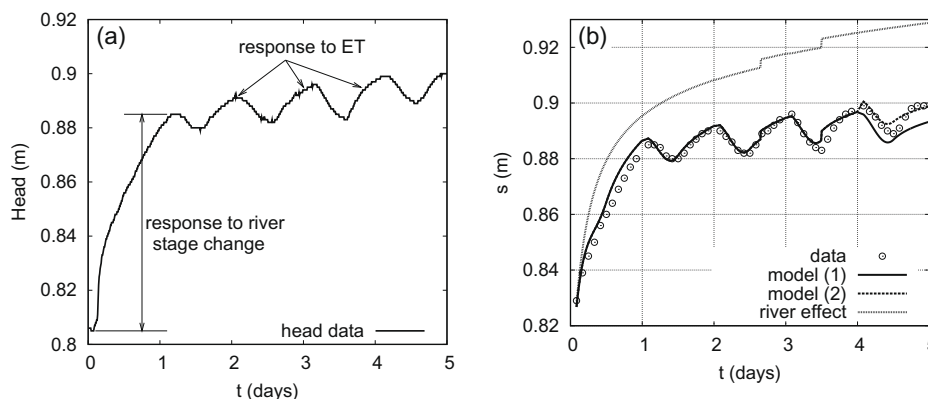 (a)
response to ET
response to river
stage change
head data
Head (m)
0.9
0.88
0.86
0.84
0.82
0.8
0 1 2 3 4 5
t (days)
(b)
s (m)
0.92
0.9
0.88
0.86
0.84
0.82
data
model (1)
model (2)
river effect
0 1 2 3 4 5
t (days)